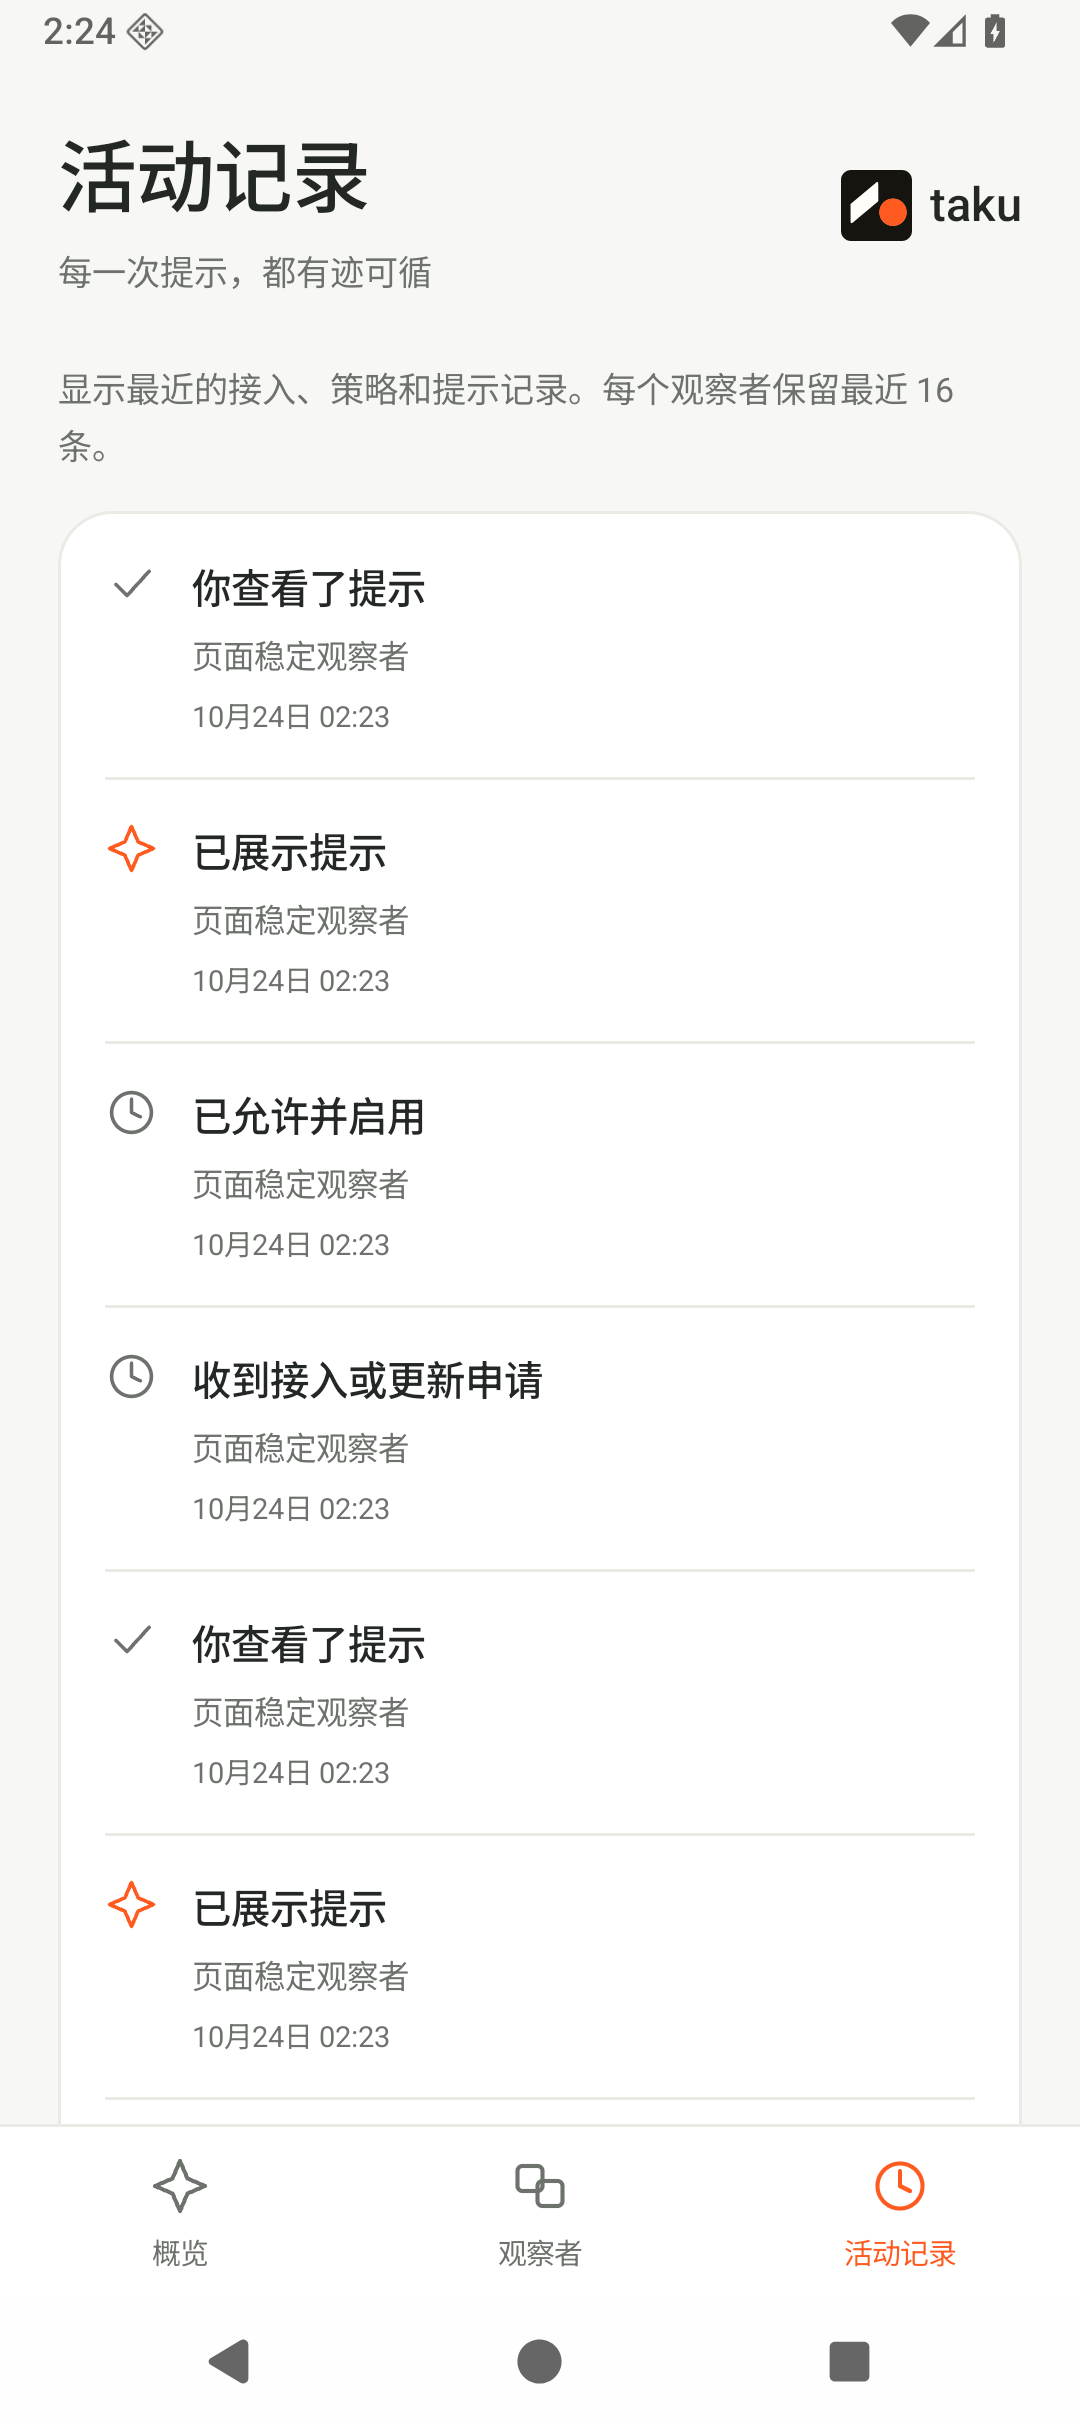 2:24
活动记录
taku
每一次提示，都有迹可循
显示最近的接入、策略和提示记录。每个观察者保留最近 16
条。
你查看了提示
页面稳定观察者
10月24日 02:23
已展示提示
页面稳定观察者
10月24日 02:23
已允许并启用
页面稳定观察者
10月24日 02:23
收到接入或更新申请
页面稳定观察者
10月24日 02:23
你查看了提示
页面稳定观察者
10月24日 02:23
已展示提示
页面稳定观察者
10月24日 02:23
概览
观察者
活动记录